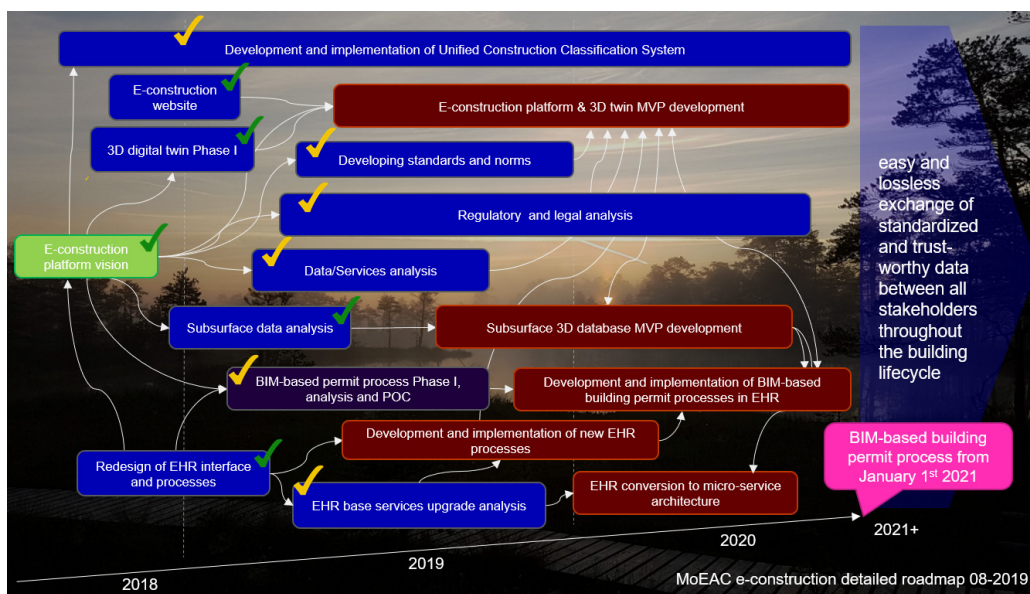 Development and implementation of Unified Construction Classification System
E-construction
website
E-construction platform & 3D twin MVP development
3D digital twin Phase I
Developing standards and norms
Regulatory and legal analysis
E-construction
platform vision
Data/Services analysis
Subsurface data analysis
Subsurface 3D database MVP development
BIM-based permit process Phase I,
analysis and POC
Development and implementation of BIM-based
building permit processes in EHR
Development and implementation of new EHR
processes
Redesign of EHR interface
and processes
EHR base services upgrade analysis
EHR conversion to micro-service
architecture
easy and
lossless
exchange of
standardized
and trust-
worthy data
between all
stakeholders
throughout
the building
lifecycle
BIM-based building
permit process from
January 1st 2021
2018
2019
2020
2021+
MoEAC e-construction detailed roadmap 08-2019